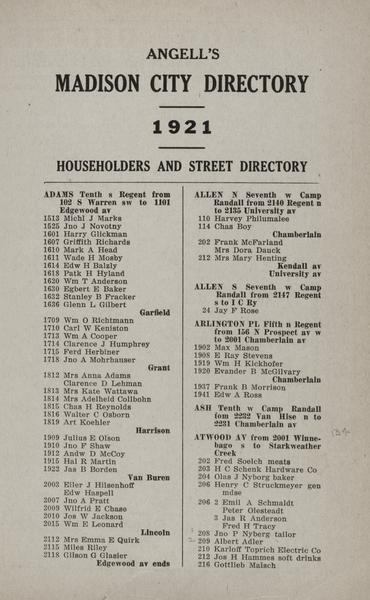 ANGELL'S
MADISON CITY DIRECTORY
1921
HOUSEHOLDERS AND STREET DIRECTORY
ADAMS Tenth s Regent from
102 S Warren sw to 1101
Edgewood av
1513 Michl J Marks
1525 Jno J Novotny
1601 Harry Glickman
1607 Griffith Richards
1610 Mark A Head
1611 Wade H Mosby
1614 Edw H Balzly
1618 Patk H Hyland
1620 Wm T Anderson
1630 Egbert E Baker
1632 Stanley B Fracker
1636 Glenn L Gilbert
Garfield
1709 Wm O Richtmann
1710 Carl W Keniston
1713 Wm A Cooper
1714 Clarence J Humphrey
1715 Ferd Herbiner
1718 Jno A Mohrhauser
Grant
1812 Mrs Anna Adams
Clarence D Lehman
1813 Mrs Kate Wattawa
1814 Mrs Adelheid Collbohn
1815 Chas H Reynolds
1816 Walter C Osborn
1819 Art Koehler
Harrison
1909 Julius E Olson
1910 Jno F Shaw
1912 Andw D McCoy
1915 Hal R Martin
1922 Jas B Borden
Van Buren
2003 Eiler J Hilsenhoff
Edw Haspell
2007 Jno A Pratt
2009 Wilfrid E Chase
2010 Jos W Jackson
2015 Wm E Leonard
Lincoln
2112 Mrs Emma E Quirk
2115 Miles Riley
2118 Gilson G Glasier
Edgewood av ends
ALLEN N Seventh w Camp
Randall from 2140 Regent n
to 2135 University av
110 Harvey Philumalee
114 Chas Boy
Chamberlain
202 Frank McFarland
Mrs Dora Dauck
212 Mrs Mary Henting
Kendall av
University av
ALLEN S Seventh w Camp
Randall from 2147 Regent
s to I C Ry
24 Jay F Rose
ARLINGTON PL Fifth n Regent
from 156 N Prospect av w
to 2001 Chamberlain av
1902 Max Mason
1908 E Ray Stevens
1919 Wm H Kickhofer
1920 Evander B McGilvary
Chamberlain
1937 Frank B Morrison
1941 Edw A Ross
ASH Tenth w Camp Randall
fom 2232 Van Hise n to
2231 Chamberlain av
ATWOOD AV from 2001 Winne-
bago s to Starkweather
Creek
202 Fred Soelch meats
203 H C Schenk Hardware Co
204 Olas J Nyborg baker
206 Henry C Struckmeyer gen
mdse
206 2 Emil A Schmaldt
Peter Olesteadt
3 Jas R Anderson
Fred H Tracy
208 Jno P Nyberg tailor
209 Albert Adler
210 Karloff Toprich Electric Co
212 Jos H Hammes soft drinks
216 Gottlieb Maisch